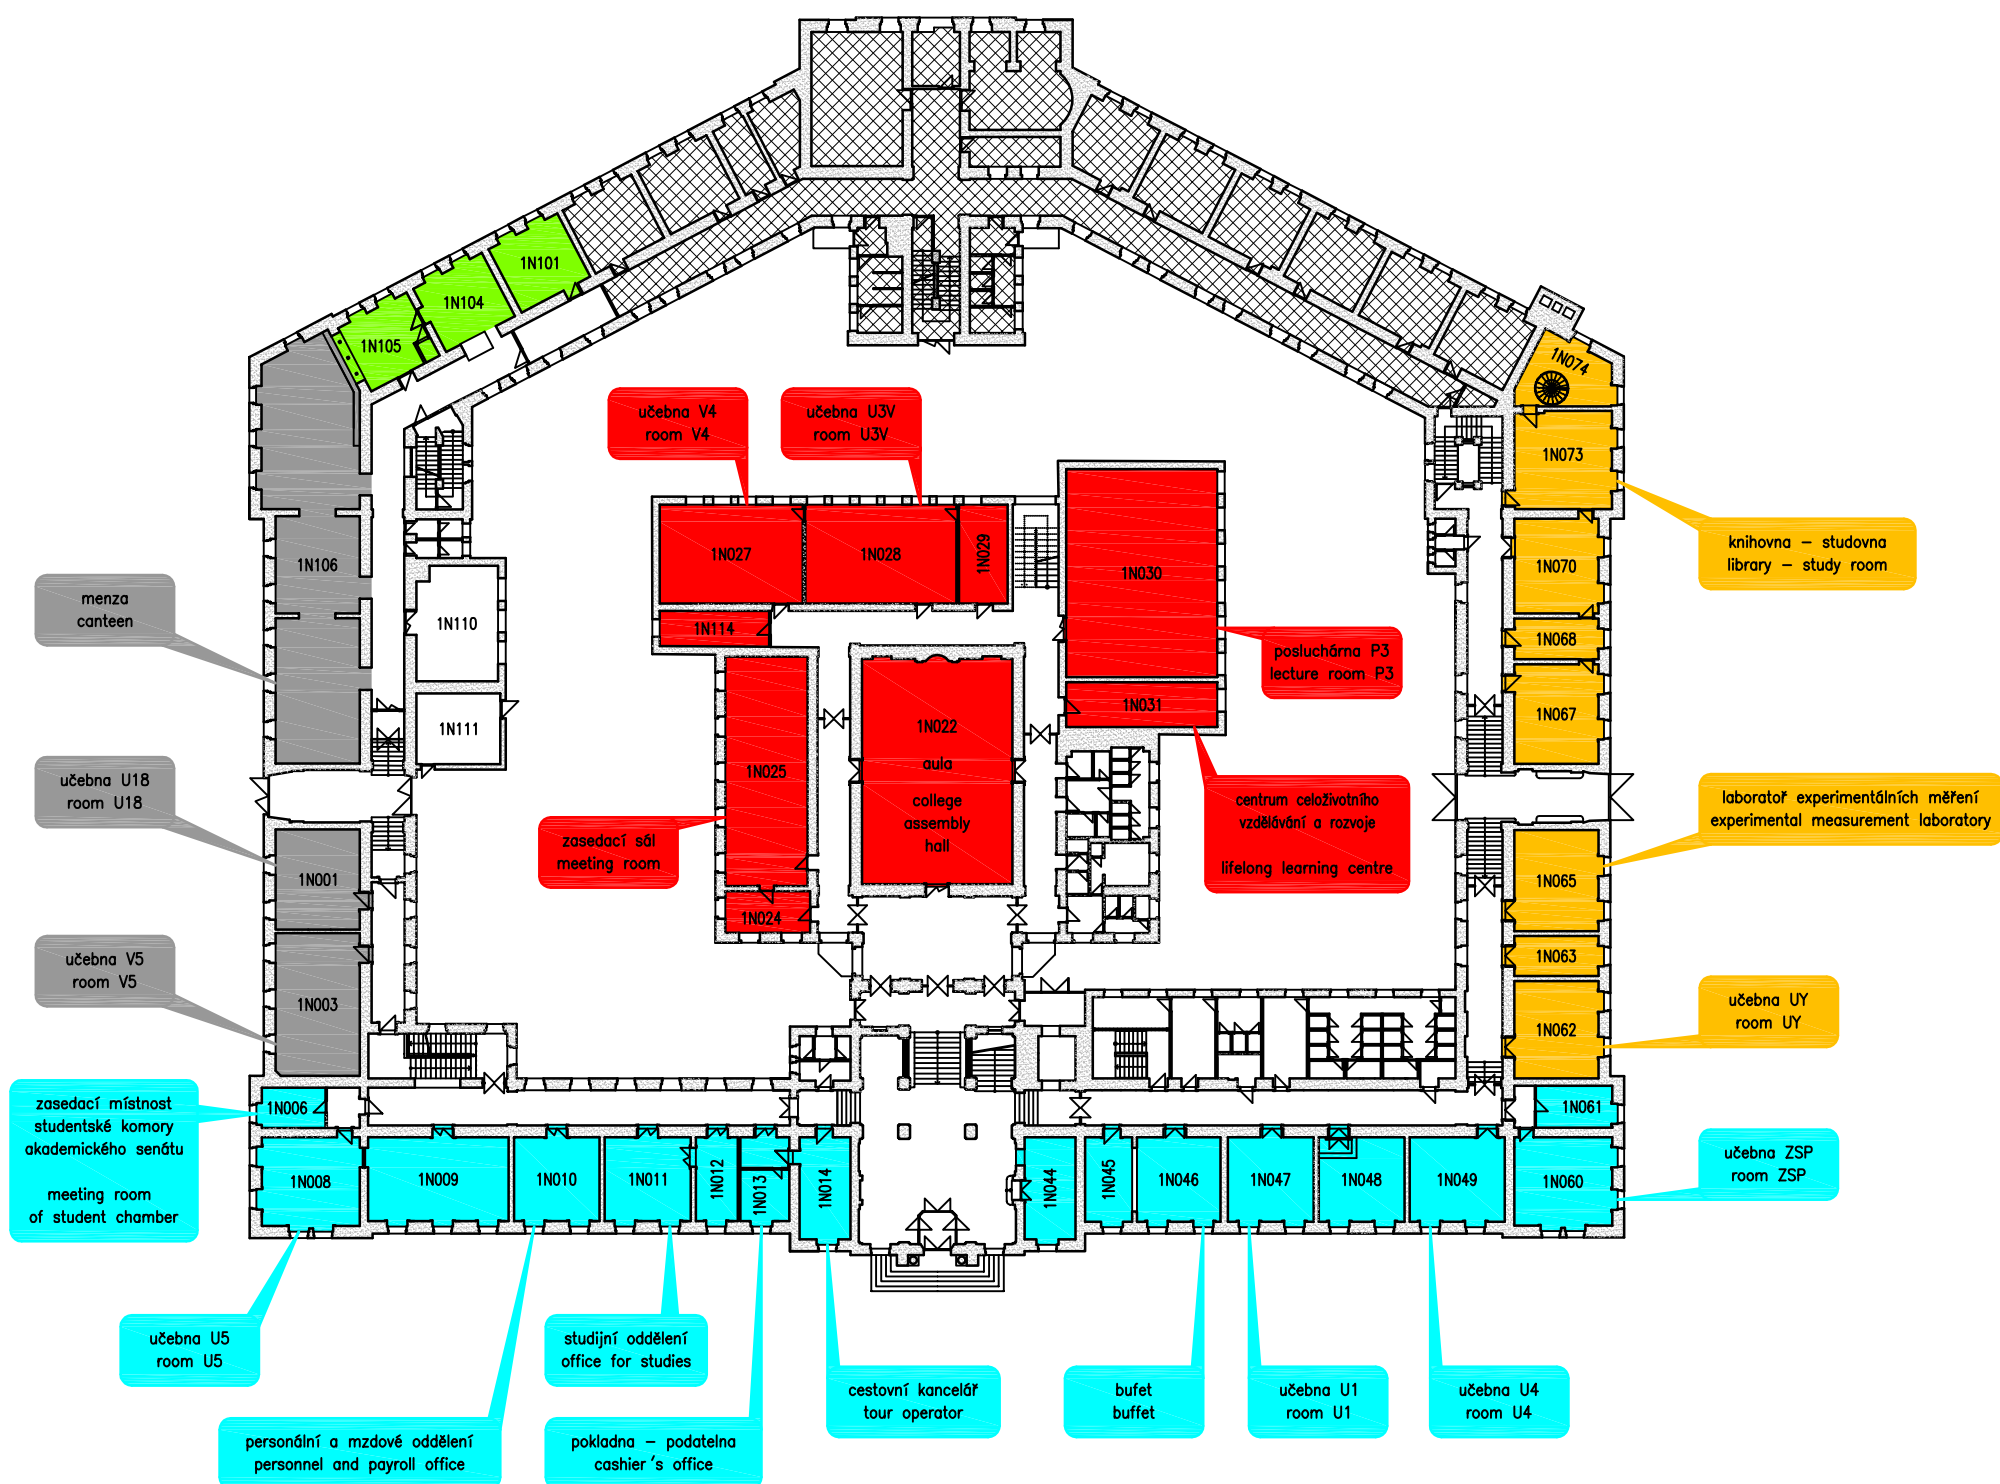 1N101
1N104
1N105
1N074
učebna V4
room V4
učebna U3V
room U3V
1N073
1N027
1N028
1N029
1N030
1N106
1N070
knihovna – studovna
library – study room
menza
canteen
1N110
1N114
1N068
posluchárna P3
lecture room P3
1N111
1N022
aula
college
assembly
hall
1N031
1N067
1N025
učebna U18
room U18
centrum celoživotního
vzdělávání a rozvoje
lifelong learning centre
laboratoř experimentálních měření
experimental measurement laboratory
zasedací sál
meeting room
1N001
1N065
1N024
učebna V5
room V5
1N003
1N063
1N062
učebna UY
room UY
zasedací místnost
studentské komory
akademického senátu
meeting room
of student chamber
1N006
1N061
1N008
1N009
1N010
1N011
1N012
1N013
1N014
1N044
1N045
1N046
1N047
1N048
1N049
1N060
učebna ZSP
room ZSP
učebna U5
room U5
studijní oddělení
office for studies
cestovní kancelář
tour operator
bufet
buffet
učebna U1
room U1
učebna U4
room U4
personální a mzdové oddělení
personnel and payroll office
pokladna – podatelna
cashier's office